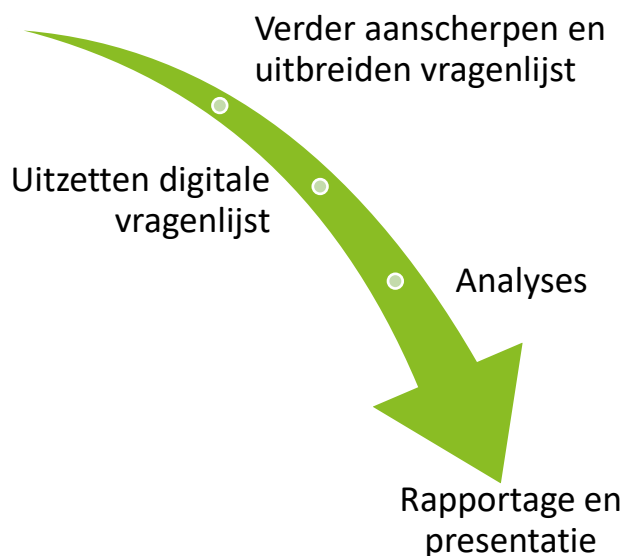 Verder aanscherpen en
uitbreiden vragenlijst
Uitzetten digitale
vragenlijst
Analyses
Rapportage en
presentatie